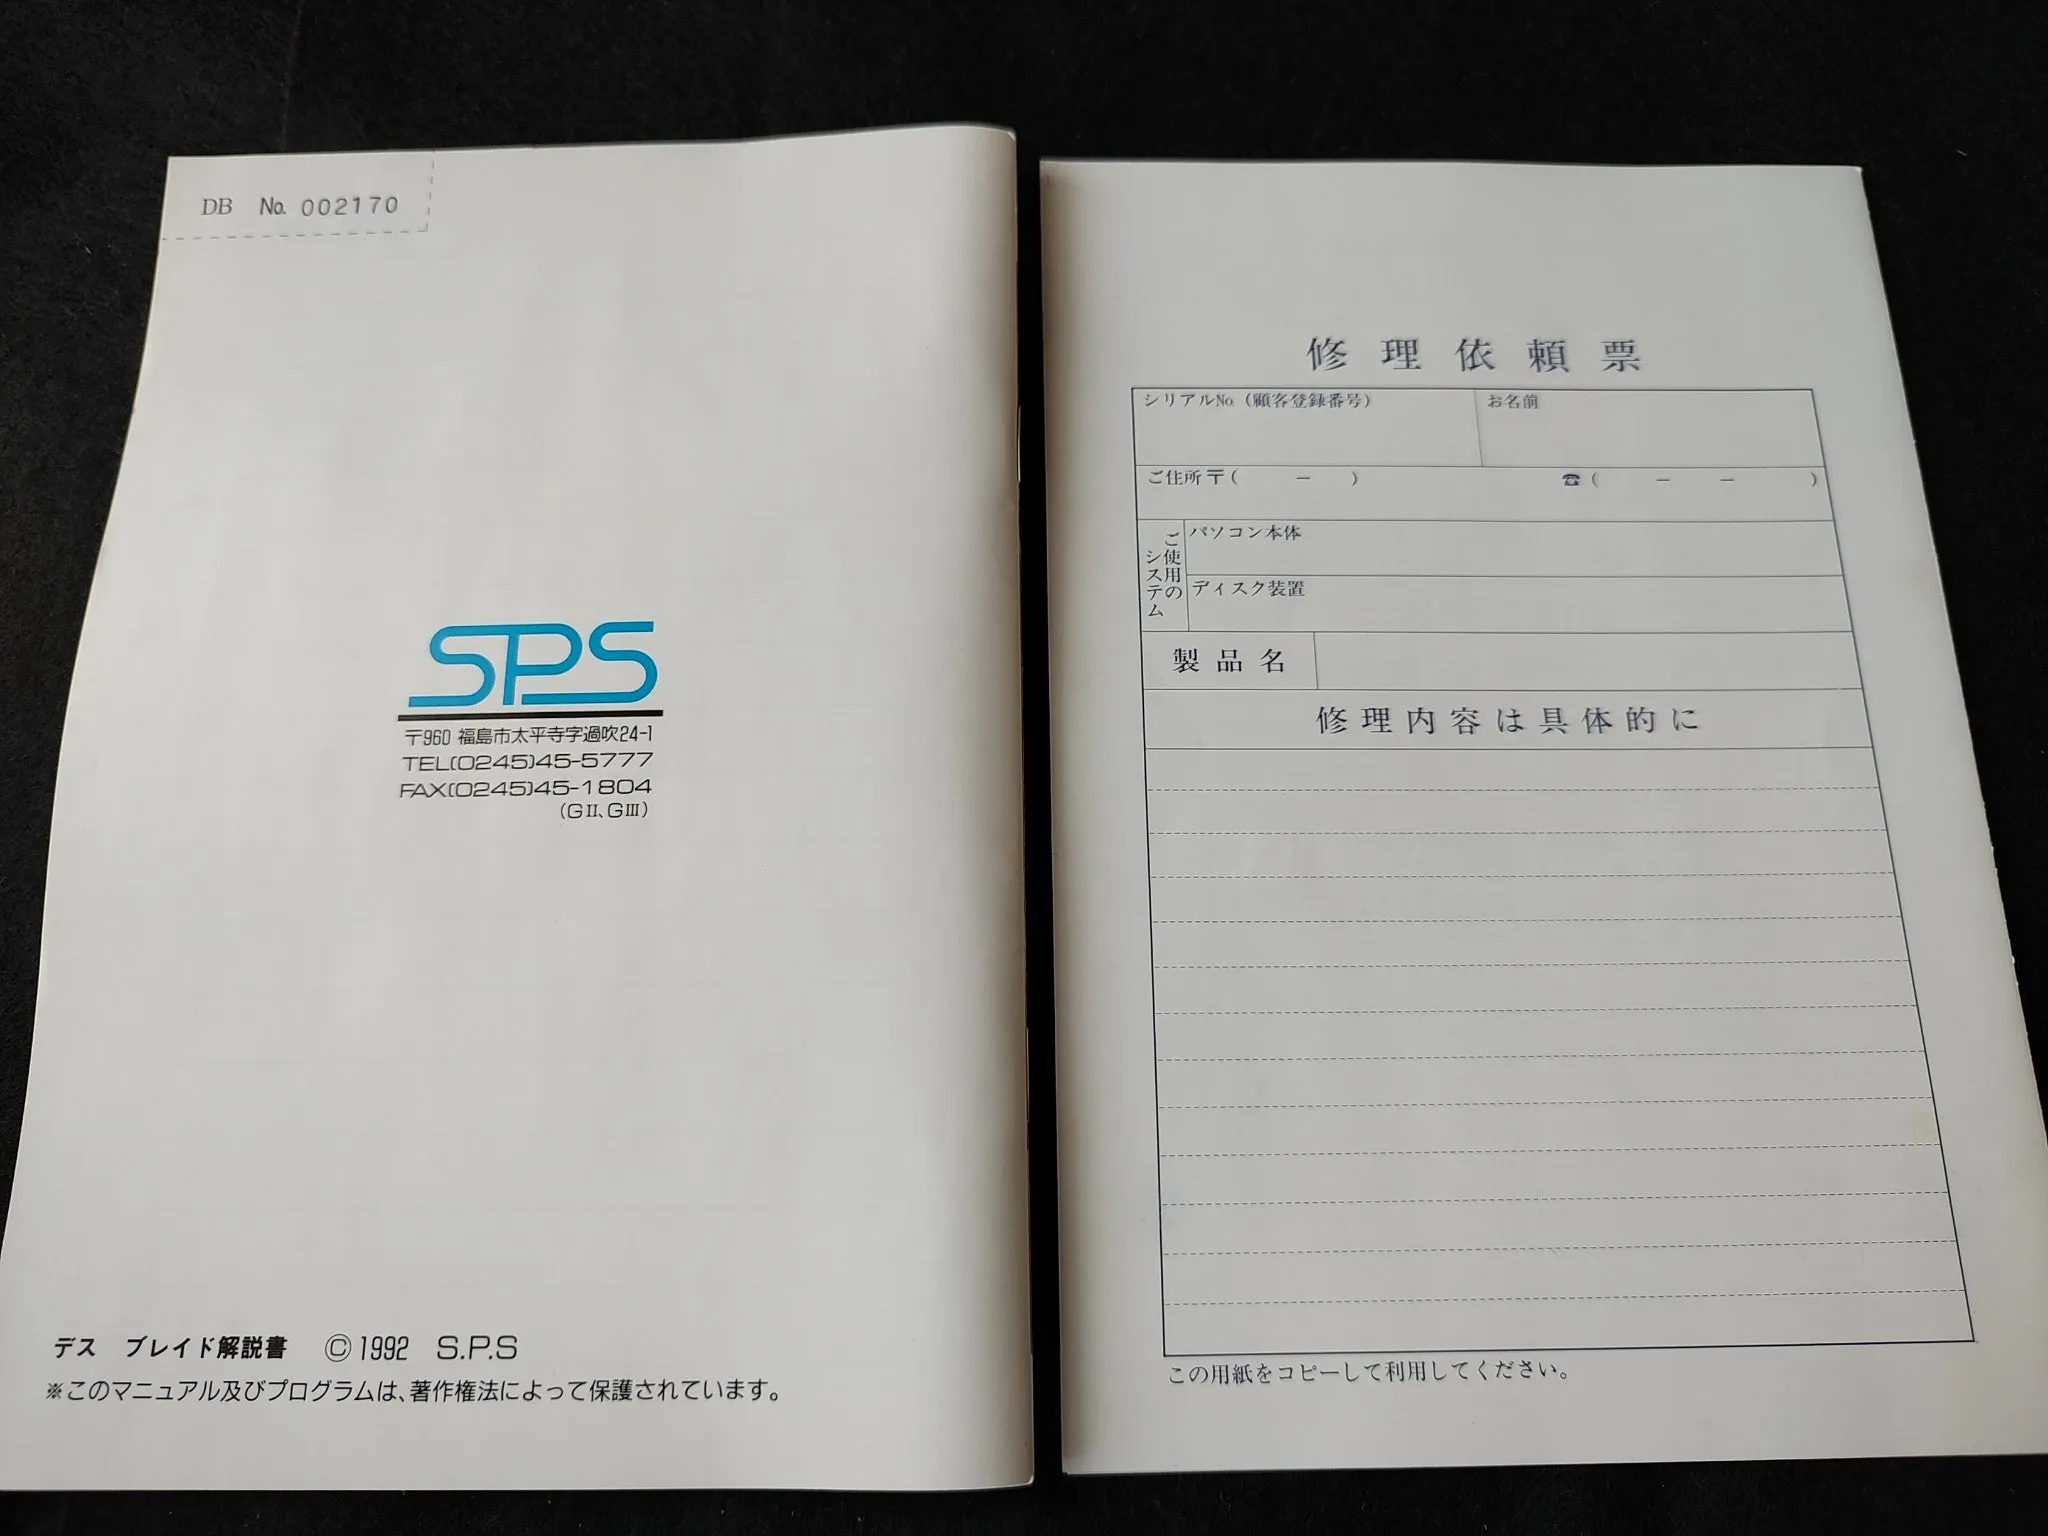 DB No. 002170
SPS
〒960 福島市太平寺字過吹24-1
TEL(0245)45-5777
FAX(0245)45-1804
(GⅡ、GⅢ)
デス ブレイド解説書 ©1992 S.P.S
※このマニュアル及びプログラムは、著作権法によって保護されています。
修理依頼票
シリアルNo.(顧客登録番号) お名前
ご住所〒( − ) ☎( − − )
ご使用のシステム
パソコン本体
ディスク装置
製品名
修理内容は具体的に
この用紙をコピーして利用してください。